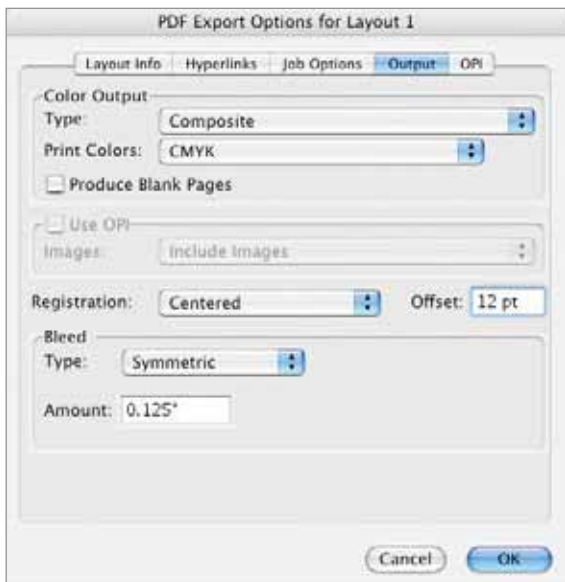 PDF Export Options for Layout 1
Layout Info Hyperlinks Job Options Output OPI
Color Output
Type: Composite
Print Colors: CMYK
Produce Blank Pages
Use OPI
Images: Include Images
Registration: Centered Offset: 12 pt
Bleed
Type: Symmetric
Amount: 0.125"
Cancel OK